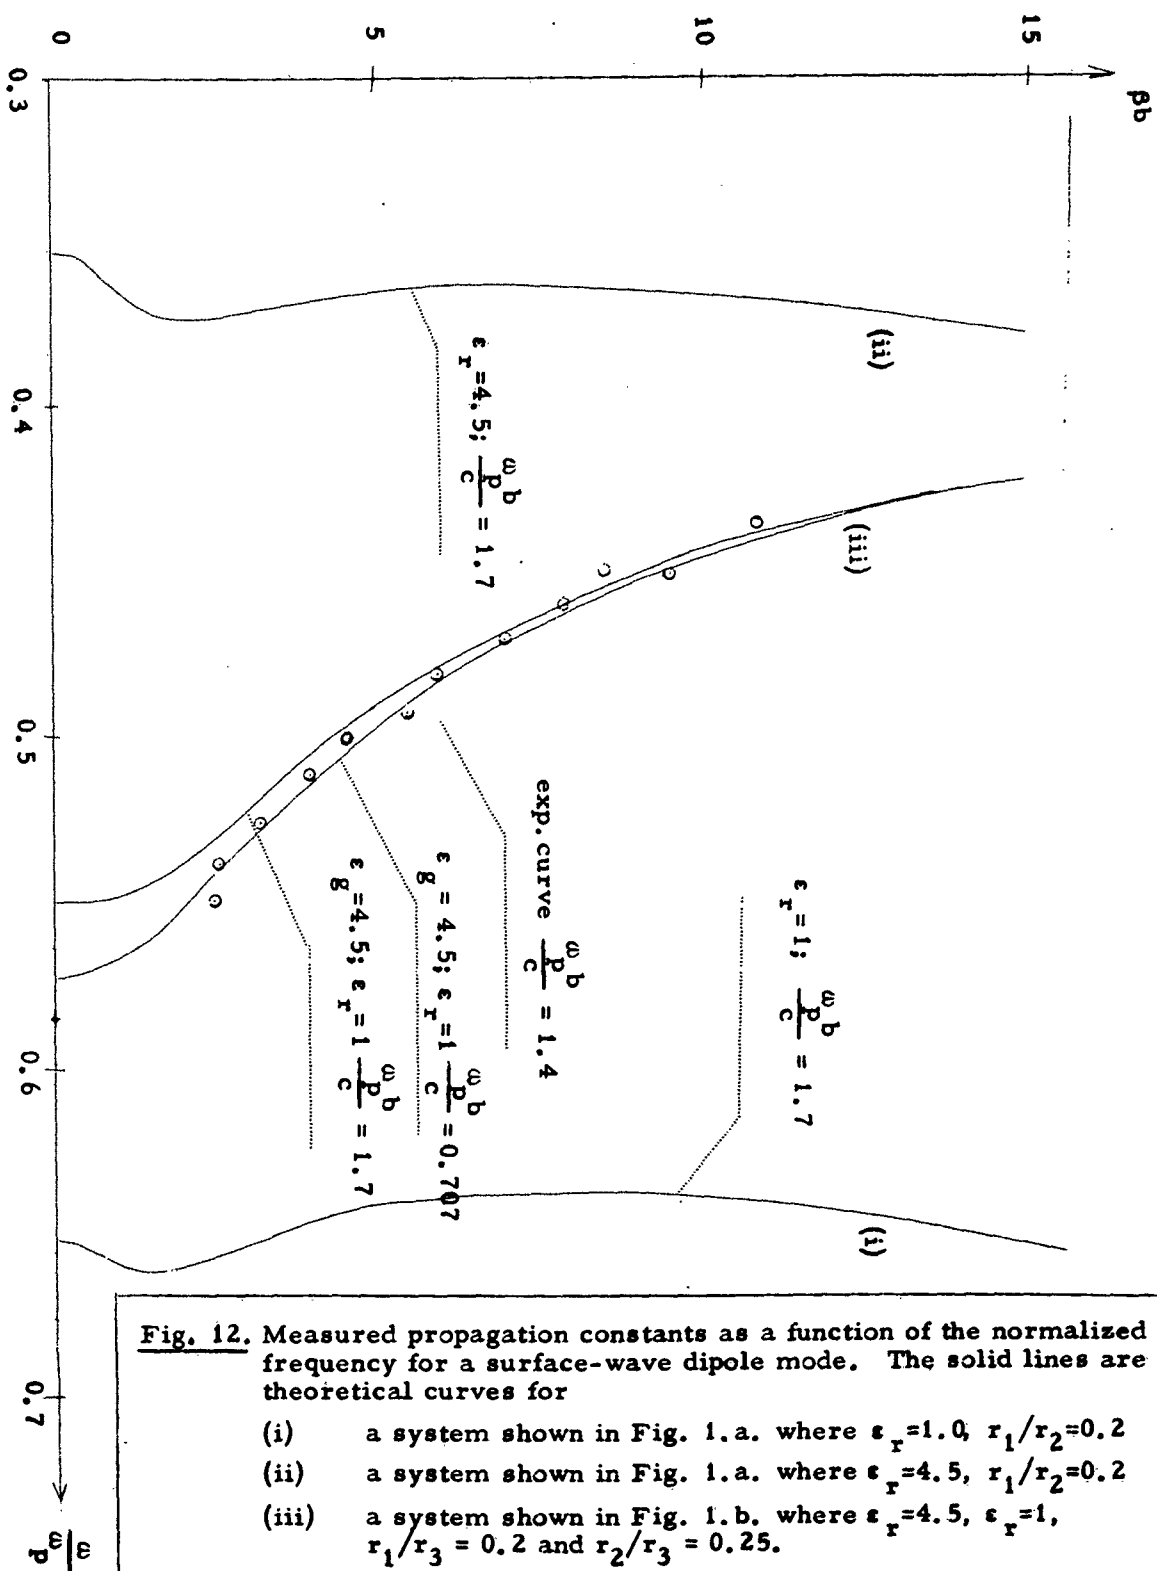 βb
15
10
5
0
0.3
0.4
0.5
0.6
0.7
ω/ω_p
(ii)
ε_r=4.5; ω_p b/c = 1.7
(iii)
exp.curve ω_p b/c = 1.4
ε_g = 4.5; ε_r=1 ω_p b/c = 0.707
ε_g=4.5; ε_r=1 ω_p b/c = 1.7
ε_r=1; ω_p b/c = 1.7
(i)
Fig. 12. Measured propagation constants as a function of the normalized
frequency for a surface-wave dipole mode. The solid lines are
theoretical curves for
(i) a system shown in Fig. 1.a. where ε_r=1.0, r_1/r_2=0.2
(ii) a system shown in Fig. 1.a. where ε_r=4.5, r_1/r_2=0.2
(iii) a system shown in Fig. 1.b. where ε_r=4.5, ε_r=1,
r_1/r_3 = 0.2 and r_2/r_3 = 0.25.